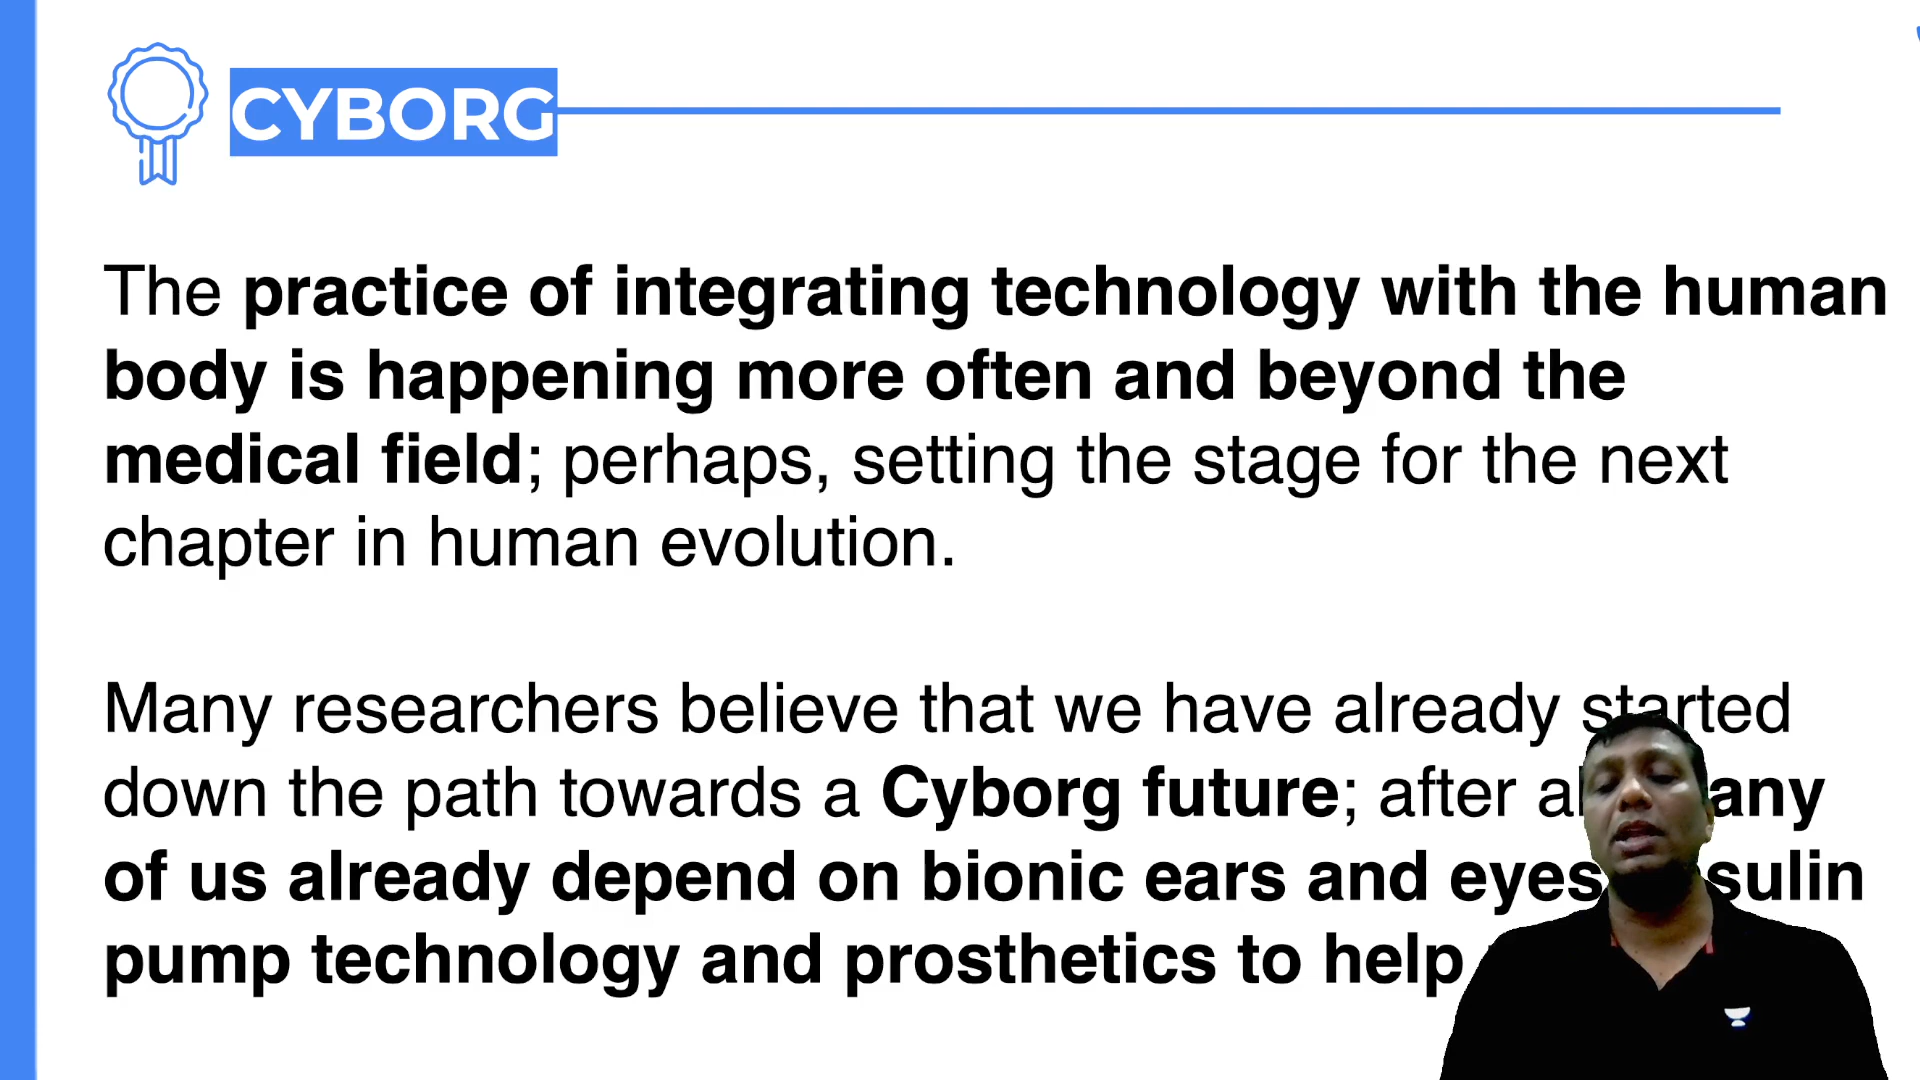 CYBORG
The practice of integrating technology with the human
body is happening more often and beyond the
medical field; perhaps, setting the stage for the next
chapter in human evolution.
Many researchers believe that we have already started
down the path towards a Cyborg future; after
of us already depend on bionic ears and eyes
pump technology and prosthetics to help